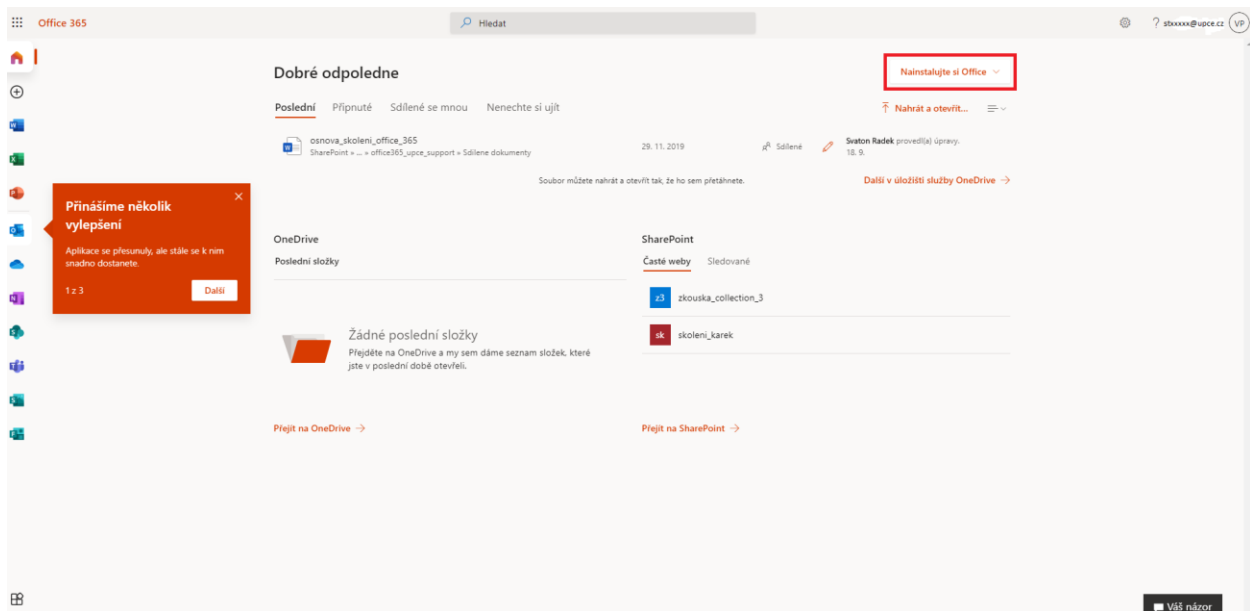 Office 365
Hledat
stxxxxx@upce.cz
VP
Dobré odpoledne
Nainstalujte si Office
Poslední
Připnuté
Sdílené se mnou
Nenechte si ujít
Nahrát a otevřít...
osnova_skoleni_office_365
SharePoint » ... » office365_upce_support » Sdilene dokumenty
29. 11. 2019
Sdílené
Svaton Radek provedl(a) úpravy.
18. 9.
Soubor můžete nahrát a otevřít tak, že ho sem přetáhnete.
Další v úložišti služby OneDrive
Přinášíme několik
vylepšení
Aplikace se přesunuly, ale stále se k nim
snadno dostanete.
1 z 3
Další
OneDrive
Poslední složky
Žádné poslední složky
Přejděte na OneDrive a my sem dáme seznam složek, které
jste v poslední době otevřeli.
Přejít na OneDrive
SharePoint
Časté weby
Sledované
z3
zkouska_collection_3
sk
skoleni_karek
Přejít na SharePoint
Váš názor